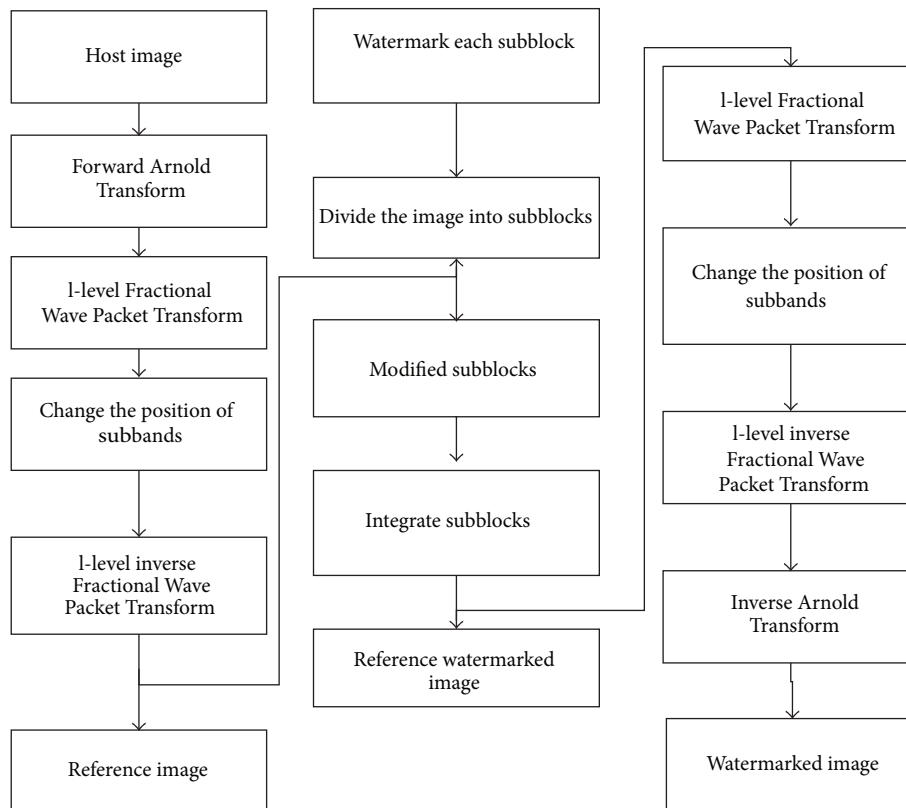 Host image
Forward Arnold
Transform
l-level Fractional
Wave Packet Transform
Change the position of
subbands
l-level inverse
Fractional Wave
Packet Transform
Reference image
Watermark each subblock
Divide the image into subblocks
Modified subblocks
Integrate subblocks
Reference watermarked
image
l-level Fractional
Wave Packet Transform
Change the position of
subbands
l-level inverse
Fractional Wave
Packet Transform
Inverse Arnold
Transform
Watermarked image